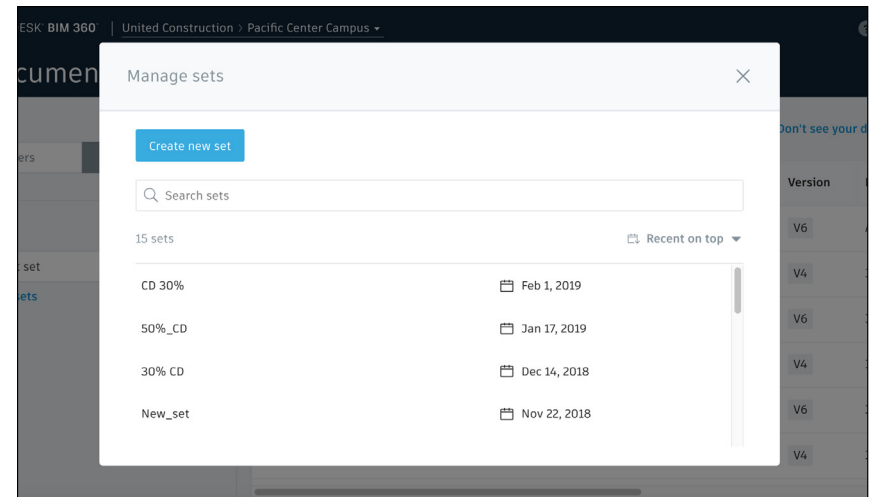 ESK® BIM 360™ | United Construction > Pacific Center Campus
cumen
Manage sets
Don't see your d
Create new set
ers
Version
Search sets
15 sets
Recent on top
V6
t set
CD 30%
Feb 1, 2019
V4
sets
50%_CD
Jan 17, 2019
V6
30% CD
Dec 14, 2018
V4
New_set
Nov 22, 2018
V6
V4